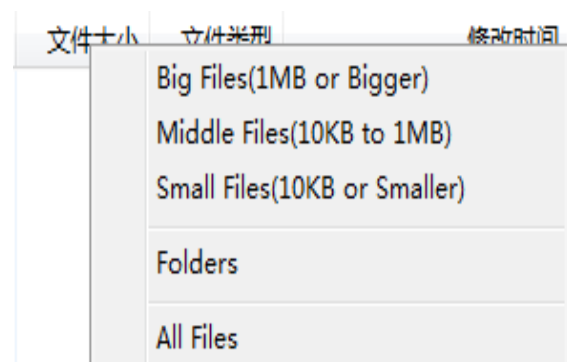 文件大小 文件类型 修改时间
Big Files(1MB or Bigger)
Middle Files(10KB to 1MB)
Small Files(10KB or Smaller)
Folders
All Files